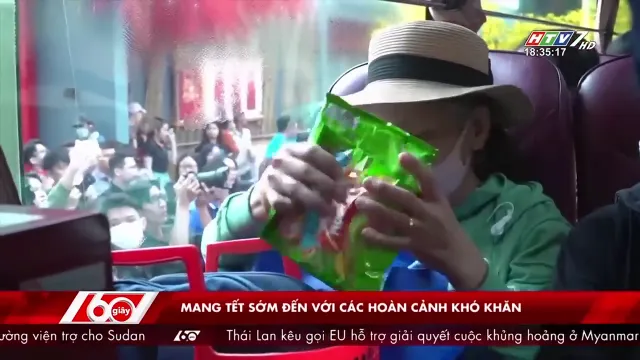 HTV7 HD
18:35:17
60 giây
MANG TẾT SỚM ĐẾN VỚI CÁC HOÀN CẢNH KHÓ KHĂN
ường viện trợ cho Sudan 60 Thái Lan kêu gọi EU hỗ trợ giải quyết cuộc khủng hoảng ở Myanmar